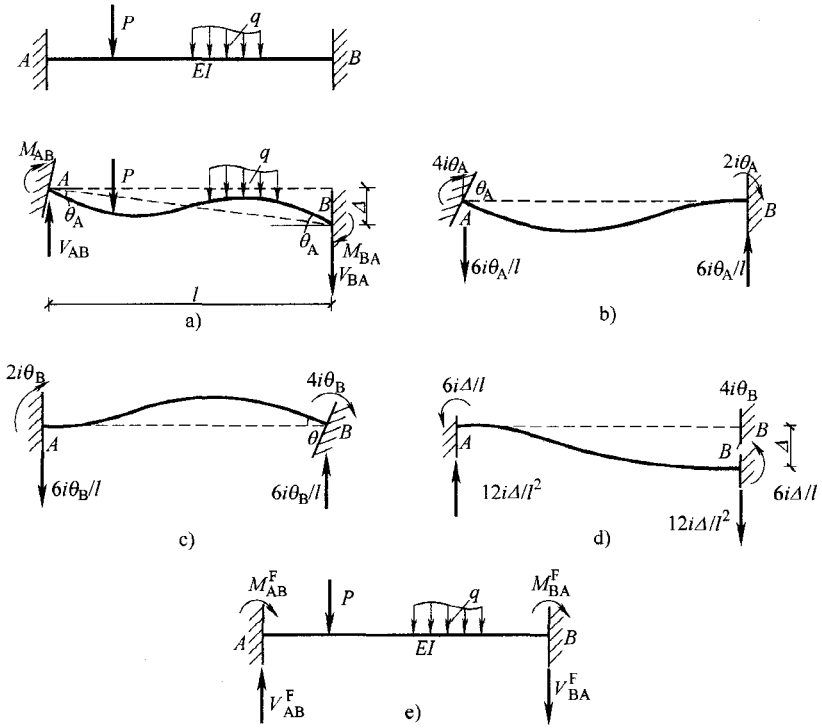 P
q
A
EI
B
M_AB
A
P
q
B
Δ
θ_A
θ_A
V_AB
M_BA
V_BA
l
a)
4iθ_A
θ_A
2iθ_A
A
B
6iθ_A/l
6iθ_A/l
b)
2iθ_B
4iθ_B
A
θ
B
6iθ_B/l
6iθ_B/l
c)
6iΔ/l
4iθ_B
A
B
B
Δ
12iΔ/l²
6iΔ/l
12iΔ/l²
d)
M^F_AB
P
q
M^F_BA
A
EI
B
V^F_AB
V^F_BA
e)